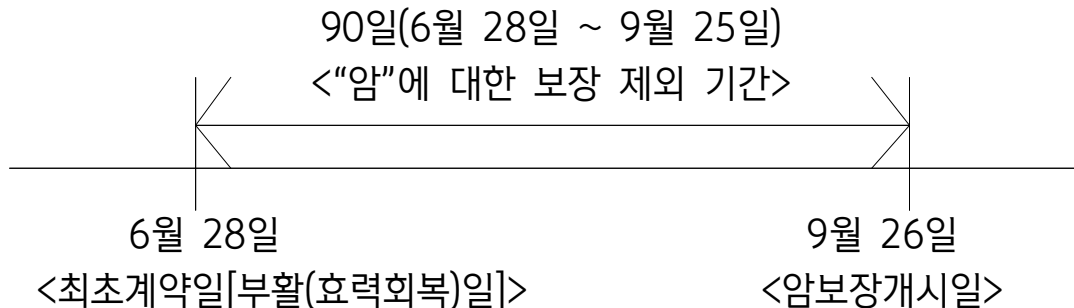 90일(6월 28일 ~ 9월 25일)
<“암”에 대한 보장 제외 기간>
6월 28일
9월 26일
<최초계약일[부활(효력회복)일]>
<암보장개시일>